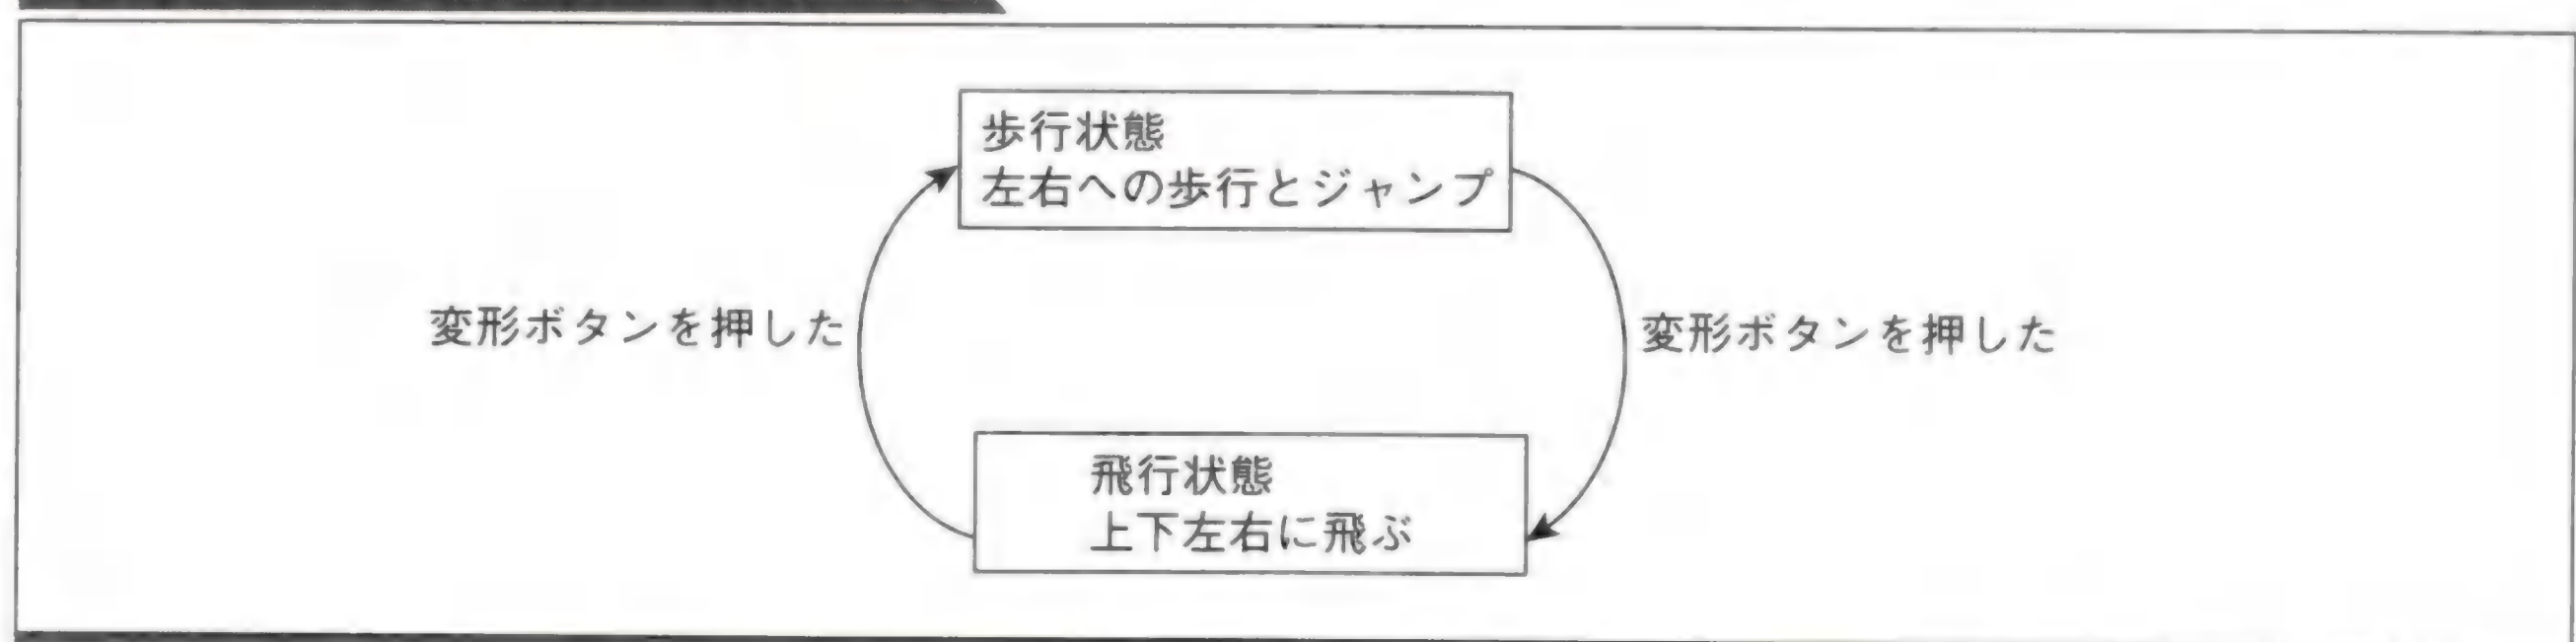 歩行状態
左右への歩行とジャンプ
変形ボタンを押した
変形ボタンを押した
飛行状態
上下左右に飛ぶ